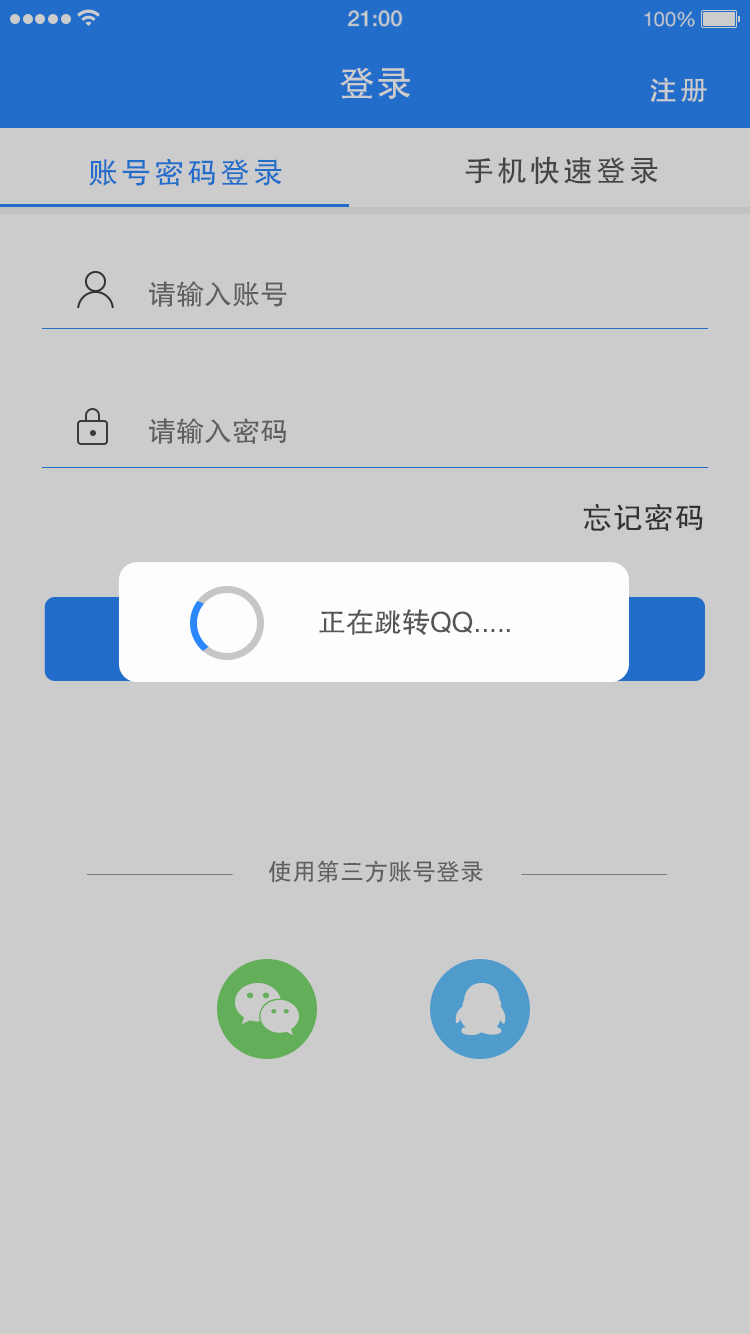 21:00
100%
登录
注册
账号密码登录
手机快速登录
请输入账号
请输入密码
忘记密码
正在跳转QQ.....
使用第三方账号登录